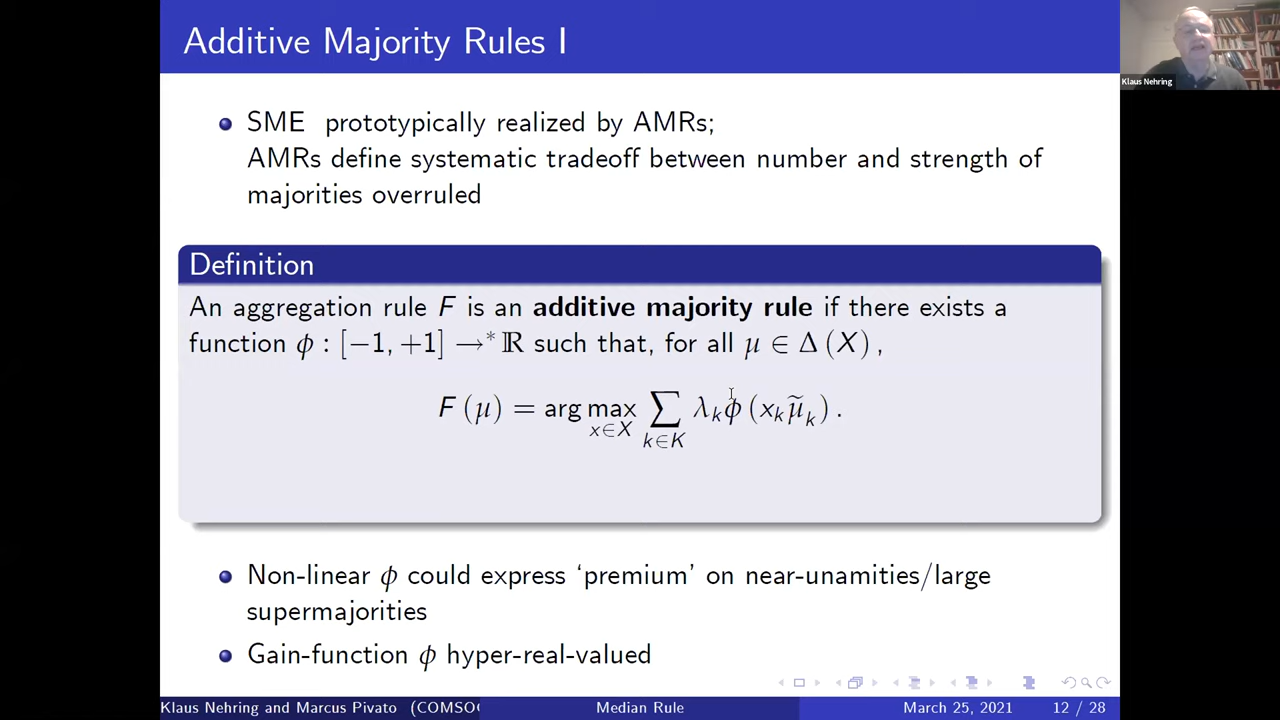 Additive Majority Rules I
Klaus Nehring
SME prototypically realized by AMRs;
AMRs define systematic tradeoff between number and strength of
majorities overruled
Definition
An aggregation rule F is an additive majority rule if there exists a
function ϕ : [−1, +1] →* ℝ such that, for all μ ∈ Δ (X) ,
F (μ) = arg max_{x∈X} ∑_{k∈K} λ_k ϕ (x_k μ̃_k) .
Non-linear ϕ could express ‘premium’ on near-unamities/large
supermajorities
Gain-function ϕ hyper-real-valued
Klaus Nehring and Marcus Pivato (COMSOC Median Rule March 25, 2021 12 / 28